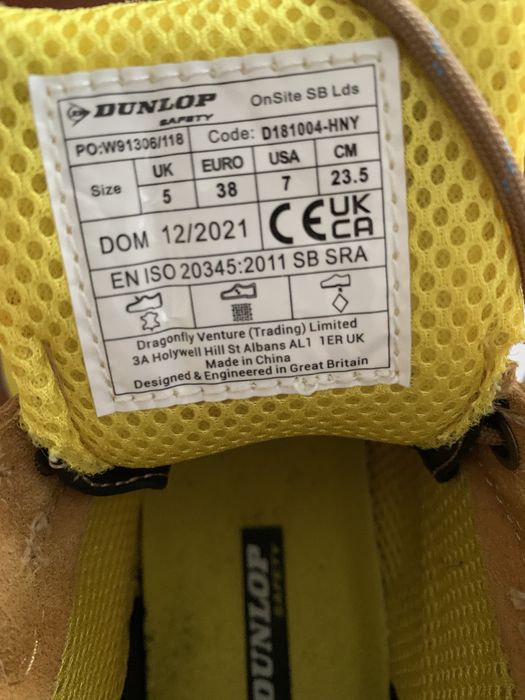 DUNLOP SAFETY OnSite SB Lds
PO:W91306/118 Code: D181004-HNY
Size UK EURO USA CM
5 38 7 23.5
DOM 12/2021 CE UK CA
EN ISO 20345:2011 SB SRA
Dragonfly Venture (Trading) Limited
3A Holywell Hill St Albans AL1 1ER UK
Made in China
Designed & Engineered in Great Britain
DUNLOP
SAFETY